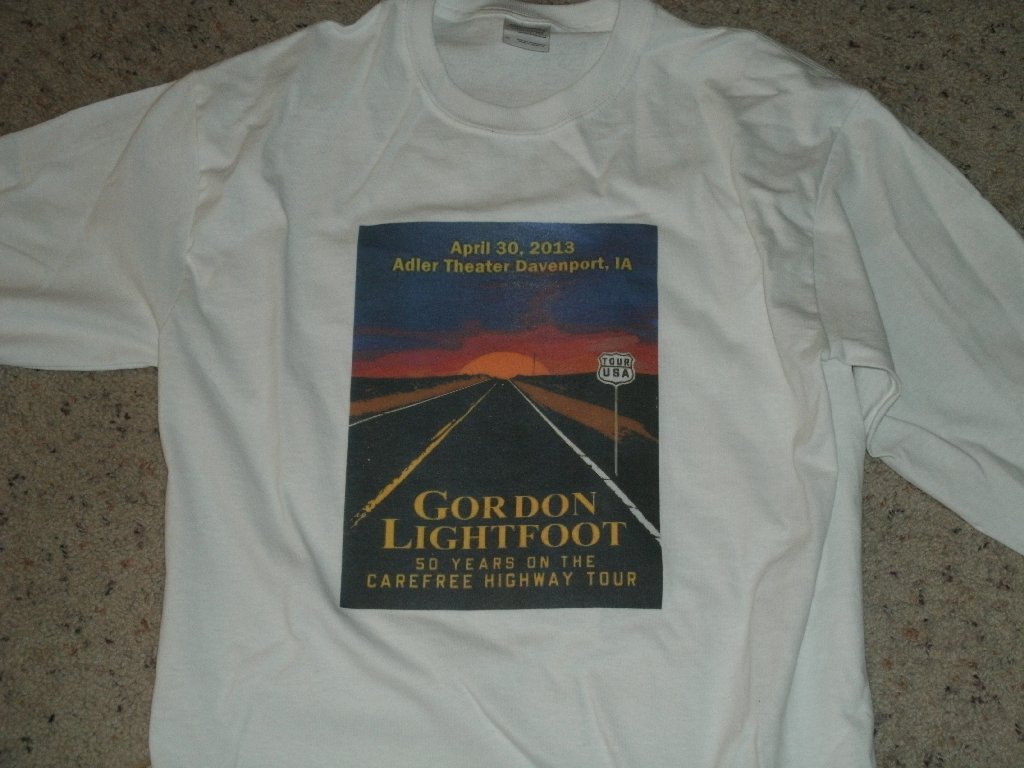 April 30, 2013
Adler Theater Davenport, IA
TOUR
USA
GORDON
LIGHTFOOT
50 YEARS ON THE
CAREFREE HIGHWAY TOUR